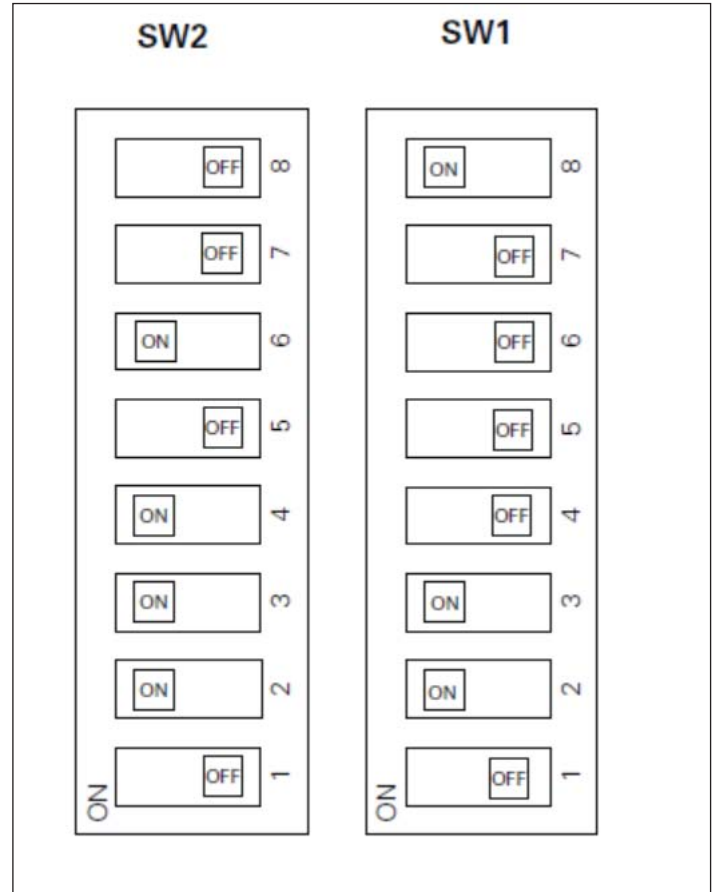 SW2 SW1
OFF 8 ON 8
OFF 7 OFF 7
ON 6 OFF 6
OFF 5 OFF 5
ON 4 OFF 4
ON 3 ON 3
ON 2 ON 2
OFF 1 OFF 1
ON ON